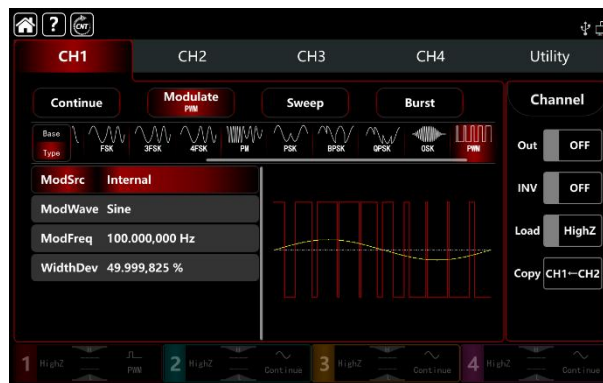 ? CNT
CH1 CH2 CH3 CH4 Utility
Continue Modulate PWM Sweep Burst Channel
Base Type FSK 3FSK 4FSK PM PSK BPSK QPSK OSK PWM
Out OFF
ModSrc Internal
INV OFF
ModWave Sine
ModFreq 100.000,000 Hz
Load HighZ
WidthDev 49.999,825 %
Copy CH1←CH2
1 HighZ PWM 2 HighZ Continue 3 HighZ Continue 4 HighZ Continue